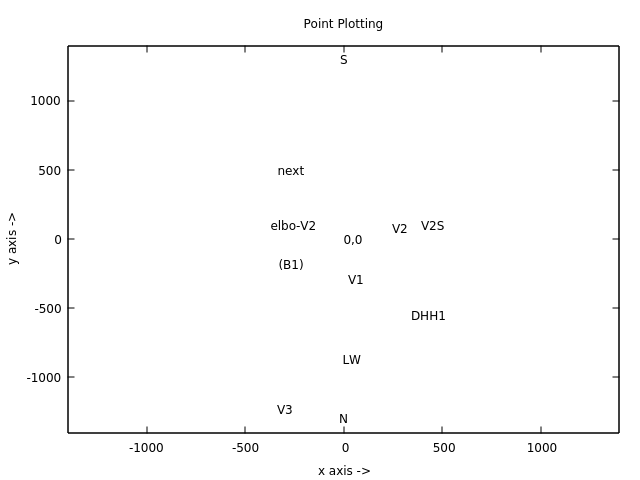 Point Plotting
S
1000
next
500
elbo-V2
V2
V2S
0
0,0
(B1)
V1
-500
DHH1
LW
-1000
V3
N
-1000
-500
0
500
1000
x axis ->
y axis ->